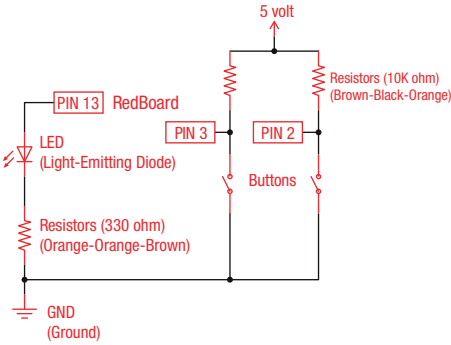 5 volt
Resistors (10K ohm)
(Brown-Black-Orange)
PIN 13 RedBoard
PIN 3
PIN 2
LED
(Light-Emitting Diode)
Buttons
Resistors (330 ohm)
(Orange-Orange-Brown)
GND
(Ground)